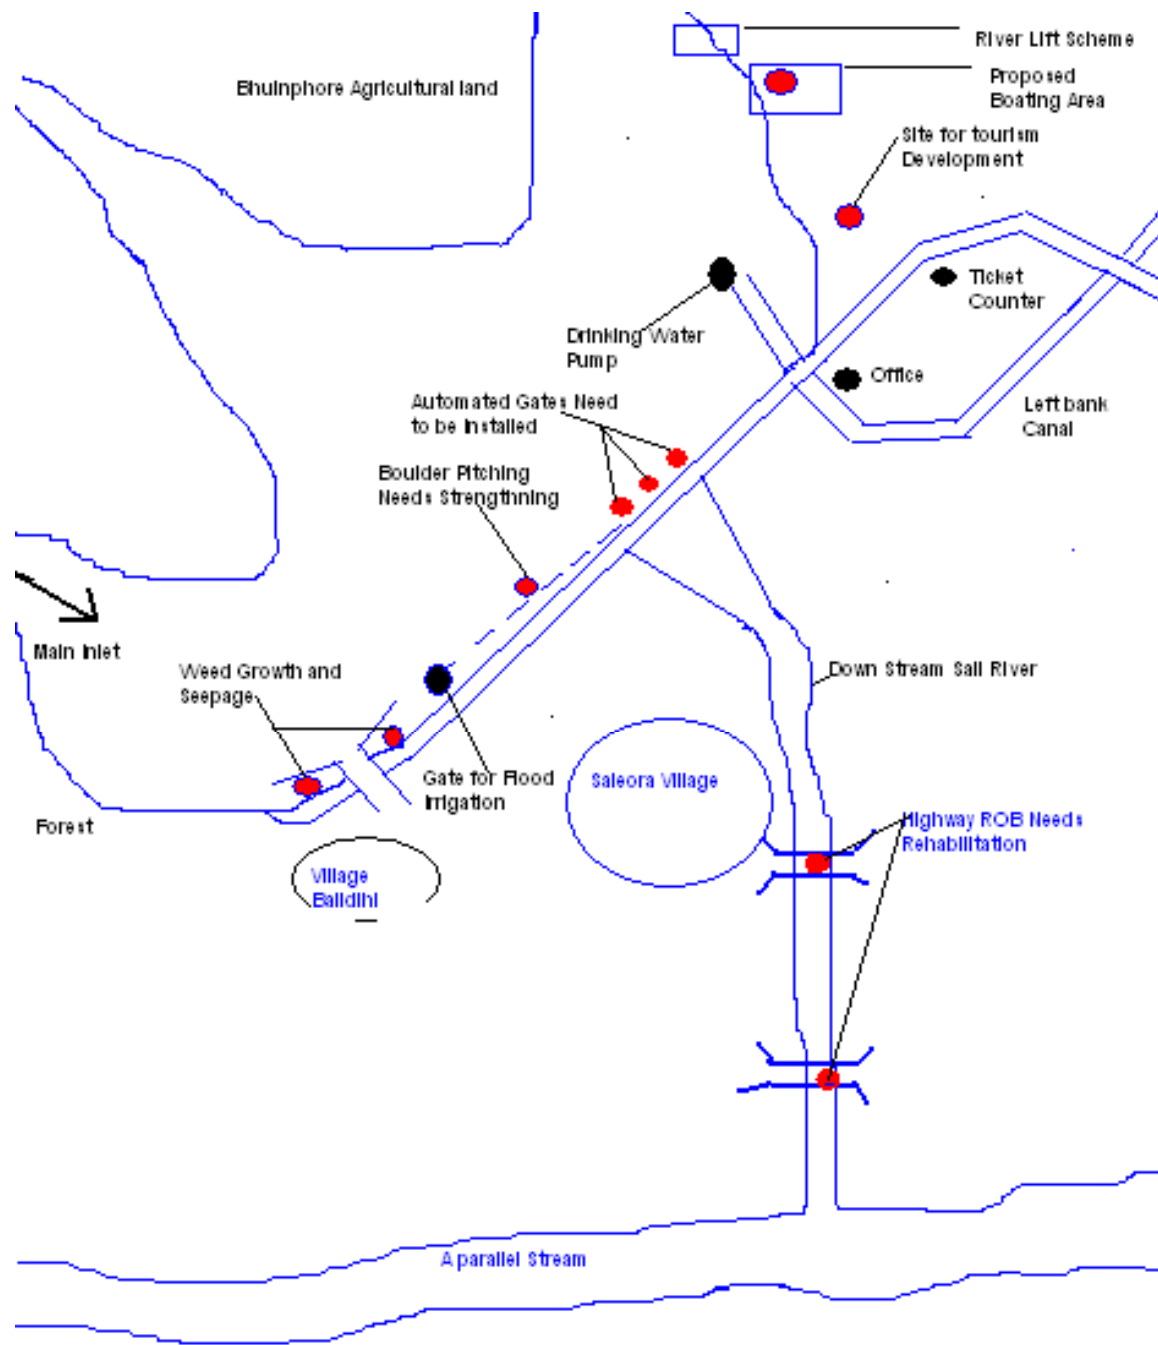 River Lift Scheme
Bhuinphore Agricultural land
Proposed
Boating Area
Site for tourism
Development
Ticket
Counter
Drinking Water
Pump
Office
Automated Gates Need
to be Installed
Left bank
Canal
Boulder Pitching
Needs Strengthning
Main Inlet
Weed Growth and
Seepage
Down Stream Sail River
Gate for Flood
Irrigation
Saleora Village
Forest
Highway ROB Needs
Rehabilitation
Village
Balidihi
A parallel Stream